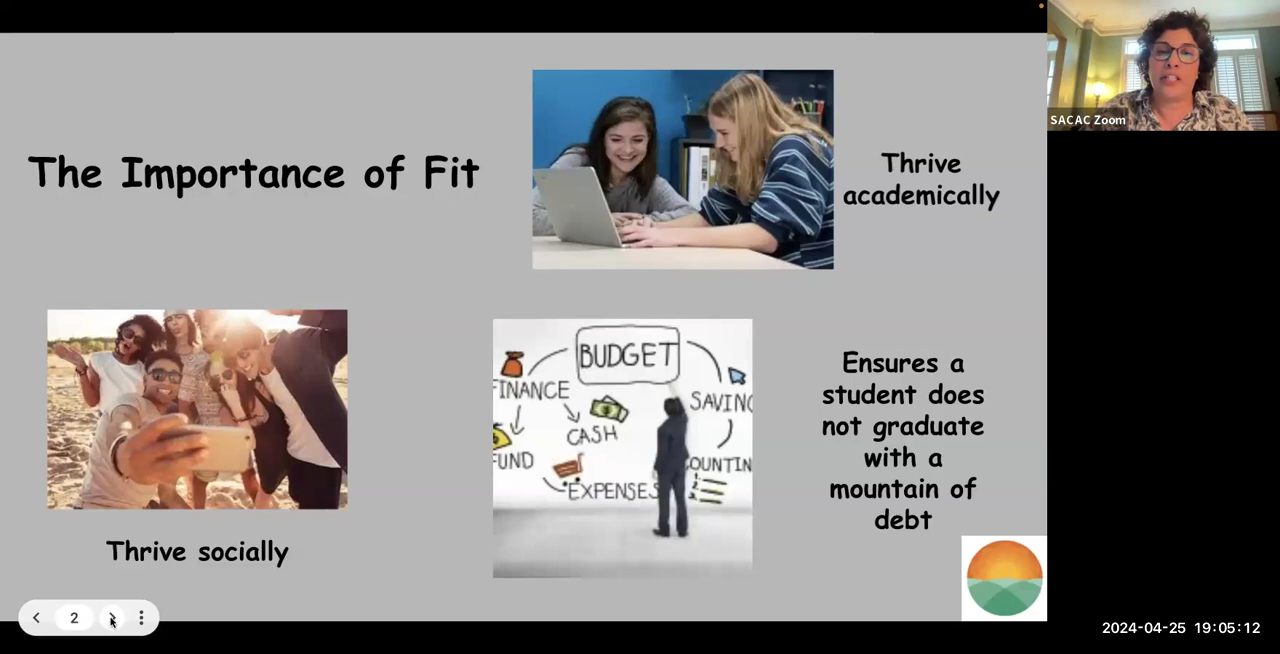 SACAC Zoom
The Importance of Fit
Thrive
academically
BUDGET
FINANCE
SAVING
CASH
FUND
OUNTIN
EXPENSES
Ensures a
student does
not graduate
with a
mountain of
debt
Thrive socially
2
2024-04-25 19:05:12